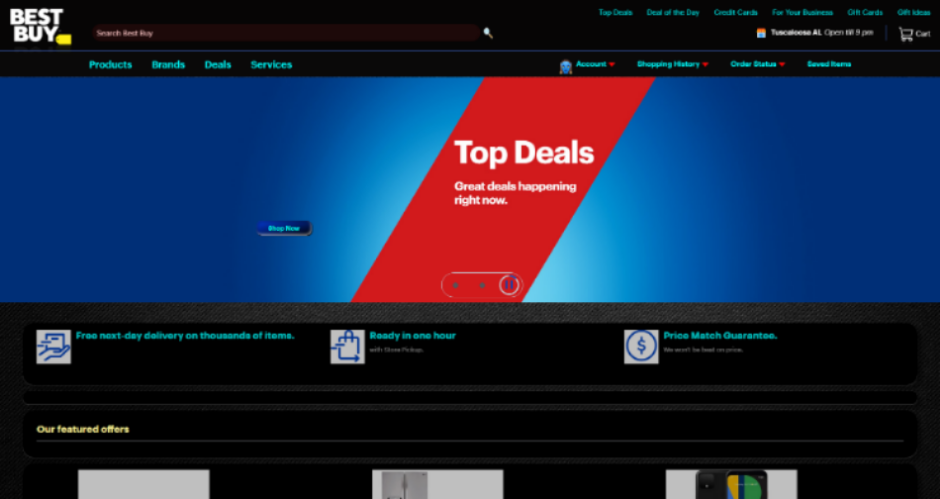 BEST
BUY
Top Deals Deal of the Day Credit Cards For Your Business Gift Cards Gift Ideas
Search Best Buy
Tuscaloosa AL Open till 9 pm Cart
Products Brands Deals Services
Account Shopping History Order Status Saved Items
Top Deals
Great deals happening
right now.
Shop Now
Free next-day delivery on thousands of items.
Ready in one hour
with Store Pickup.
Price Match Guarantee.
We won't be beat on price.
Our featured offers